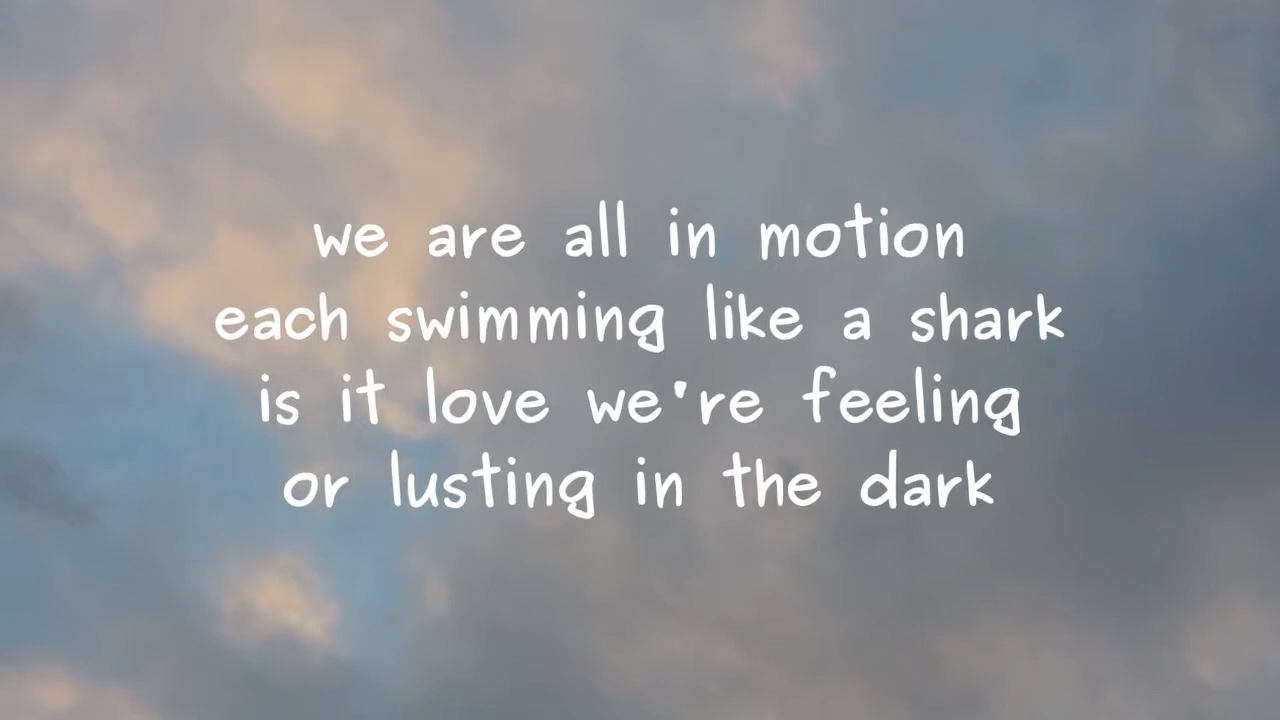 we are all in motion
each swimming like a shark
is it love we're feeling
or lusting in the dark